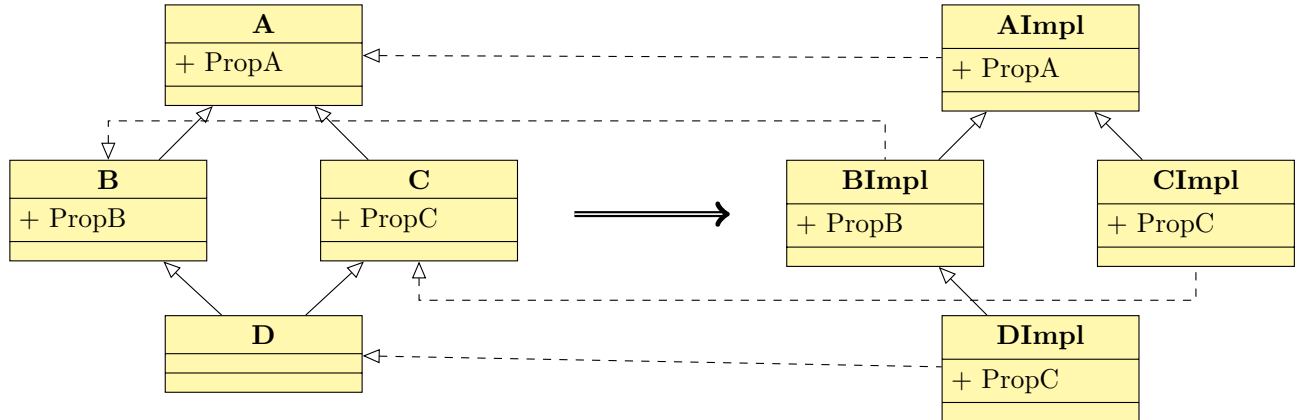 A
+ PropA
AImpl
+ PropA
B
+ PropB
C
+ PropC
BImpl
+ PropB
CImpl
+ PropC
D
DImpl
+ PropC